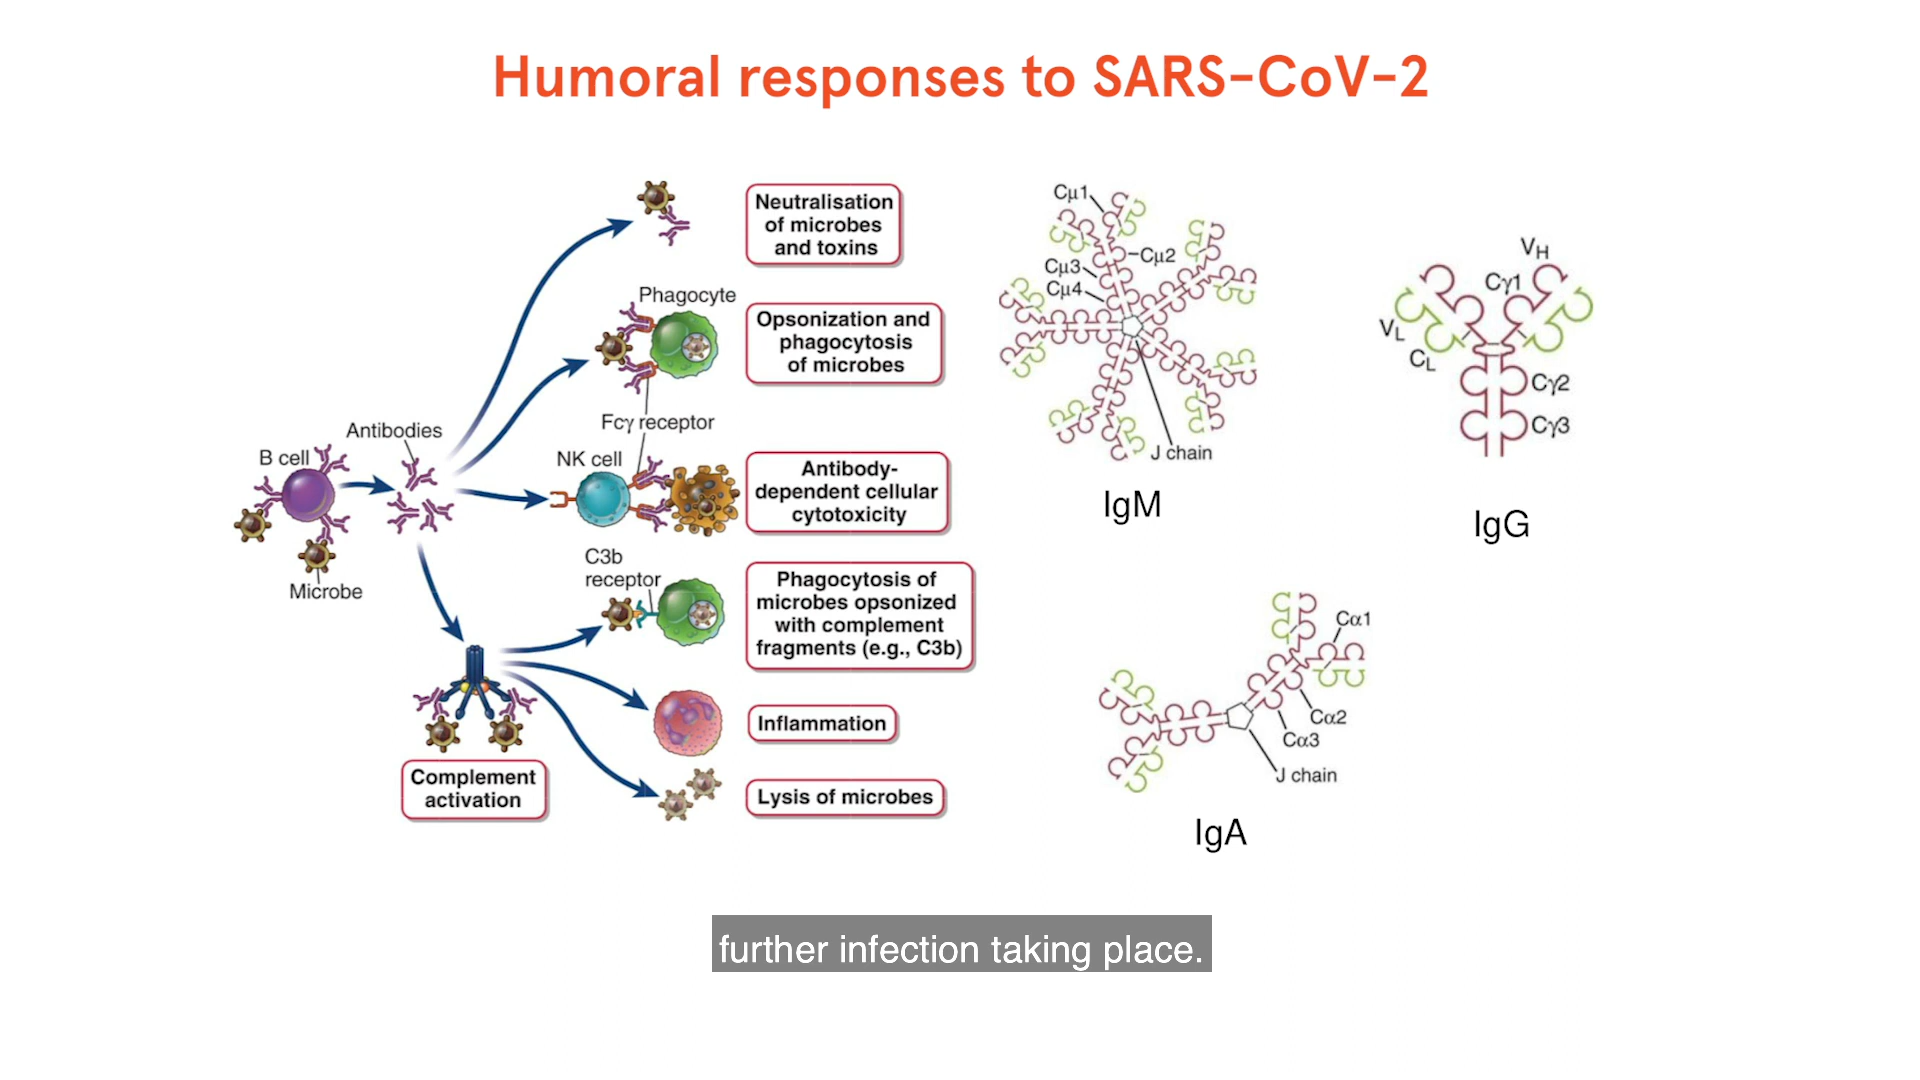 Humoral responses to SARS-CoV-2
Neutralisation
of microbes
and toxins
Phagocyte
Opsonization and
phagocytosis
of microbes
Fcγ receptor
B cell
Antibodies
Microbe
NK cell
Antibody-
dependent cellular
cytotoxicity
C3b
receptor
Phagocytosis of
microbes opsonized
with complement
fragments (e.g., C3b)
Inflammation
Complement
activation
Lysis of microbes
Cμ1
Cμ2
Cμ3
Cμ4
J chain
IgM
VH
Cγ1
VL
CL
Cγ2
Cγ3
IgG
Cα1
Cα2
Cα3
J chain
IgA
further infection taking place.